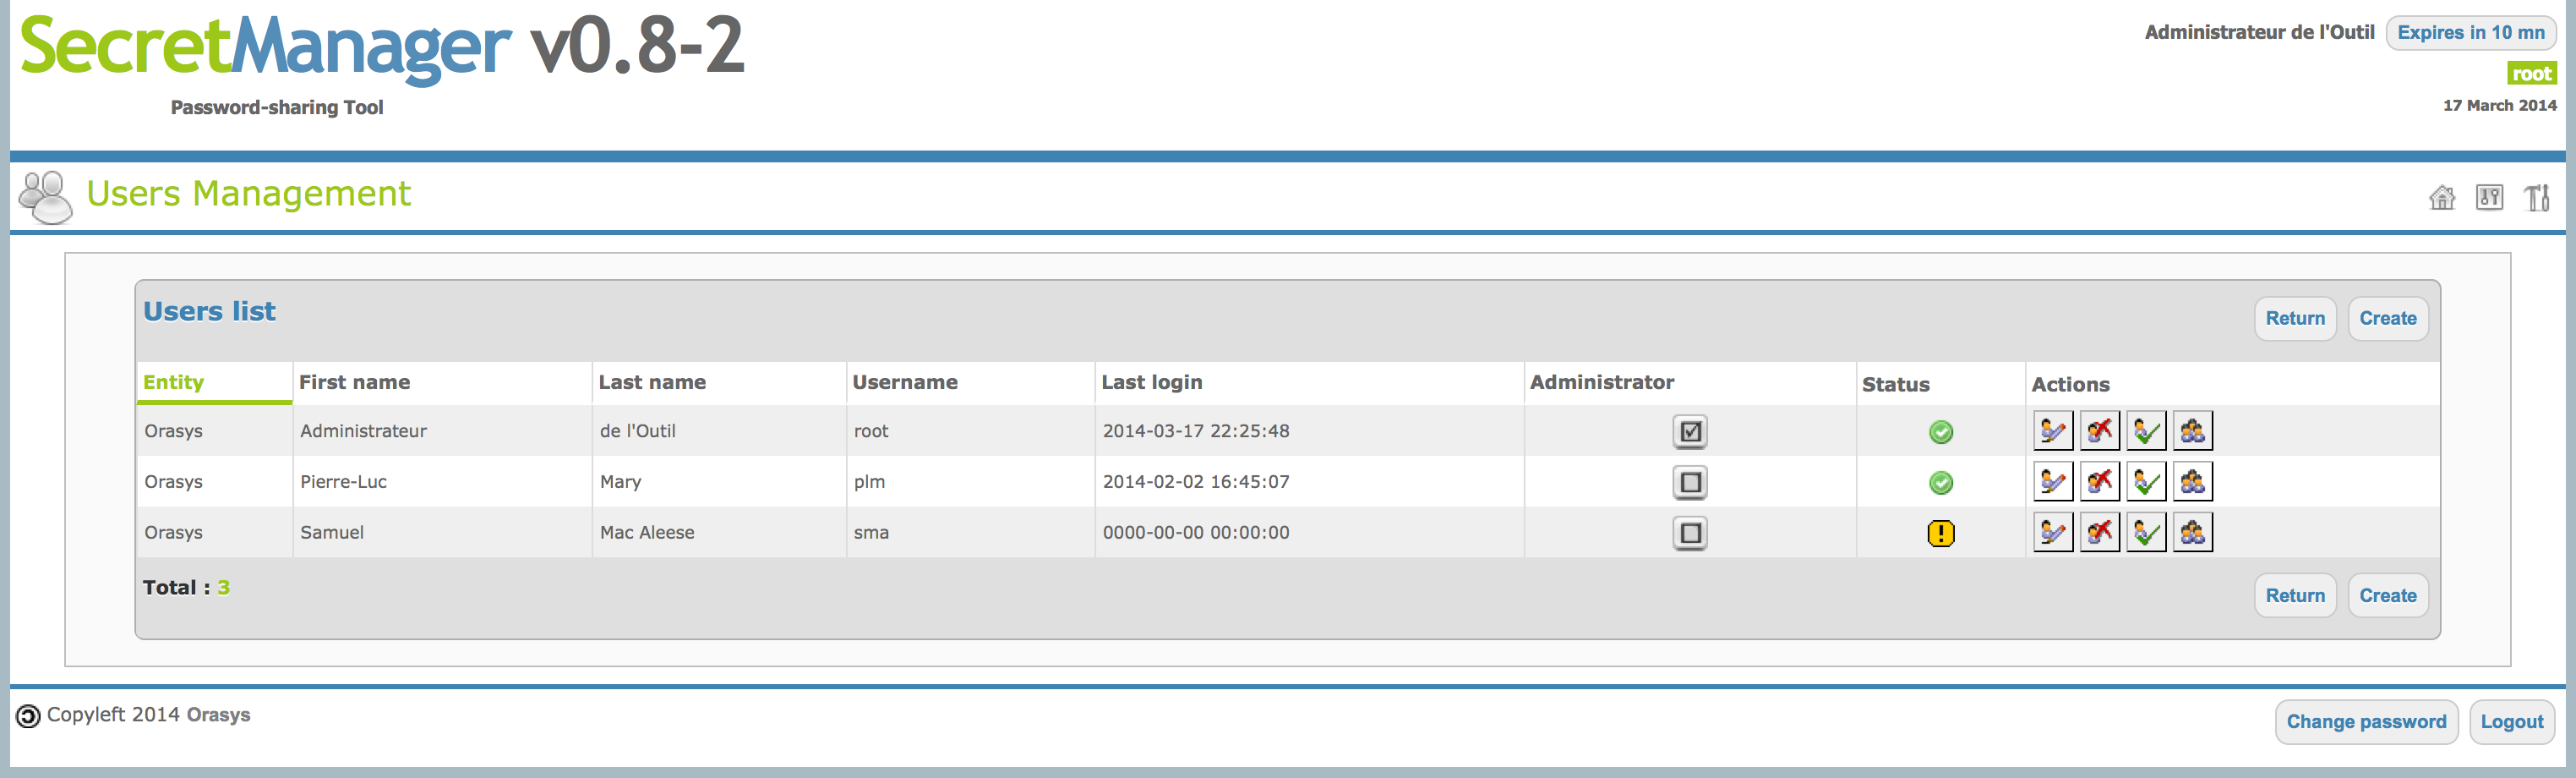 SecretManager v0.8-2
Password-sharing Tool
Administrateur de l'Outil Expires in 10 mn
root
17 March 2014
Users Management
Users list Return Create
Entity First name Last name Username Last login Administrator Status Actions
Orasys Administrateur de l'Outil root 2014-03-17 22:25:48
Orasys Pierre-Luc Mary plm 2014-02-02 16:45:07
Orasys Samuel Mac Aleese sma 0000-00-00 00:00:00
Total : 3 Return Create
Copyleft 2014 Orasys Change password Logout